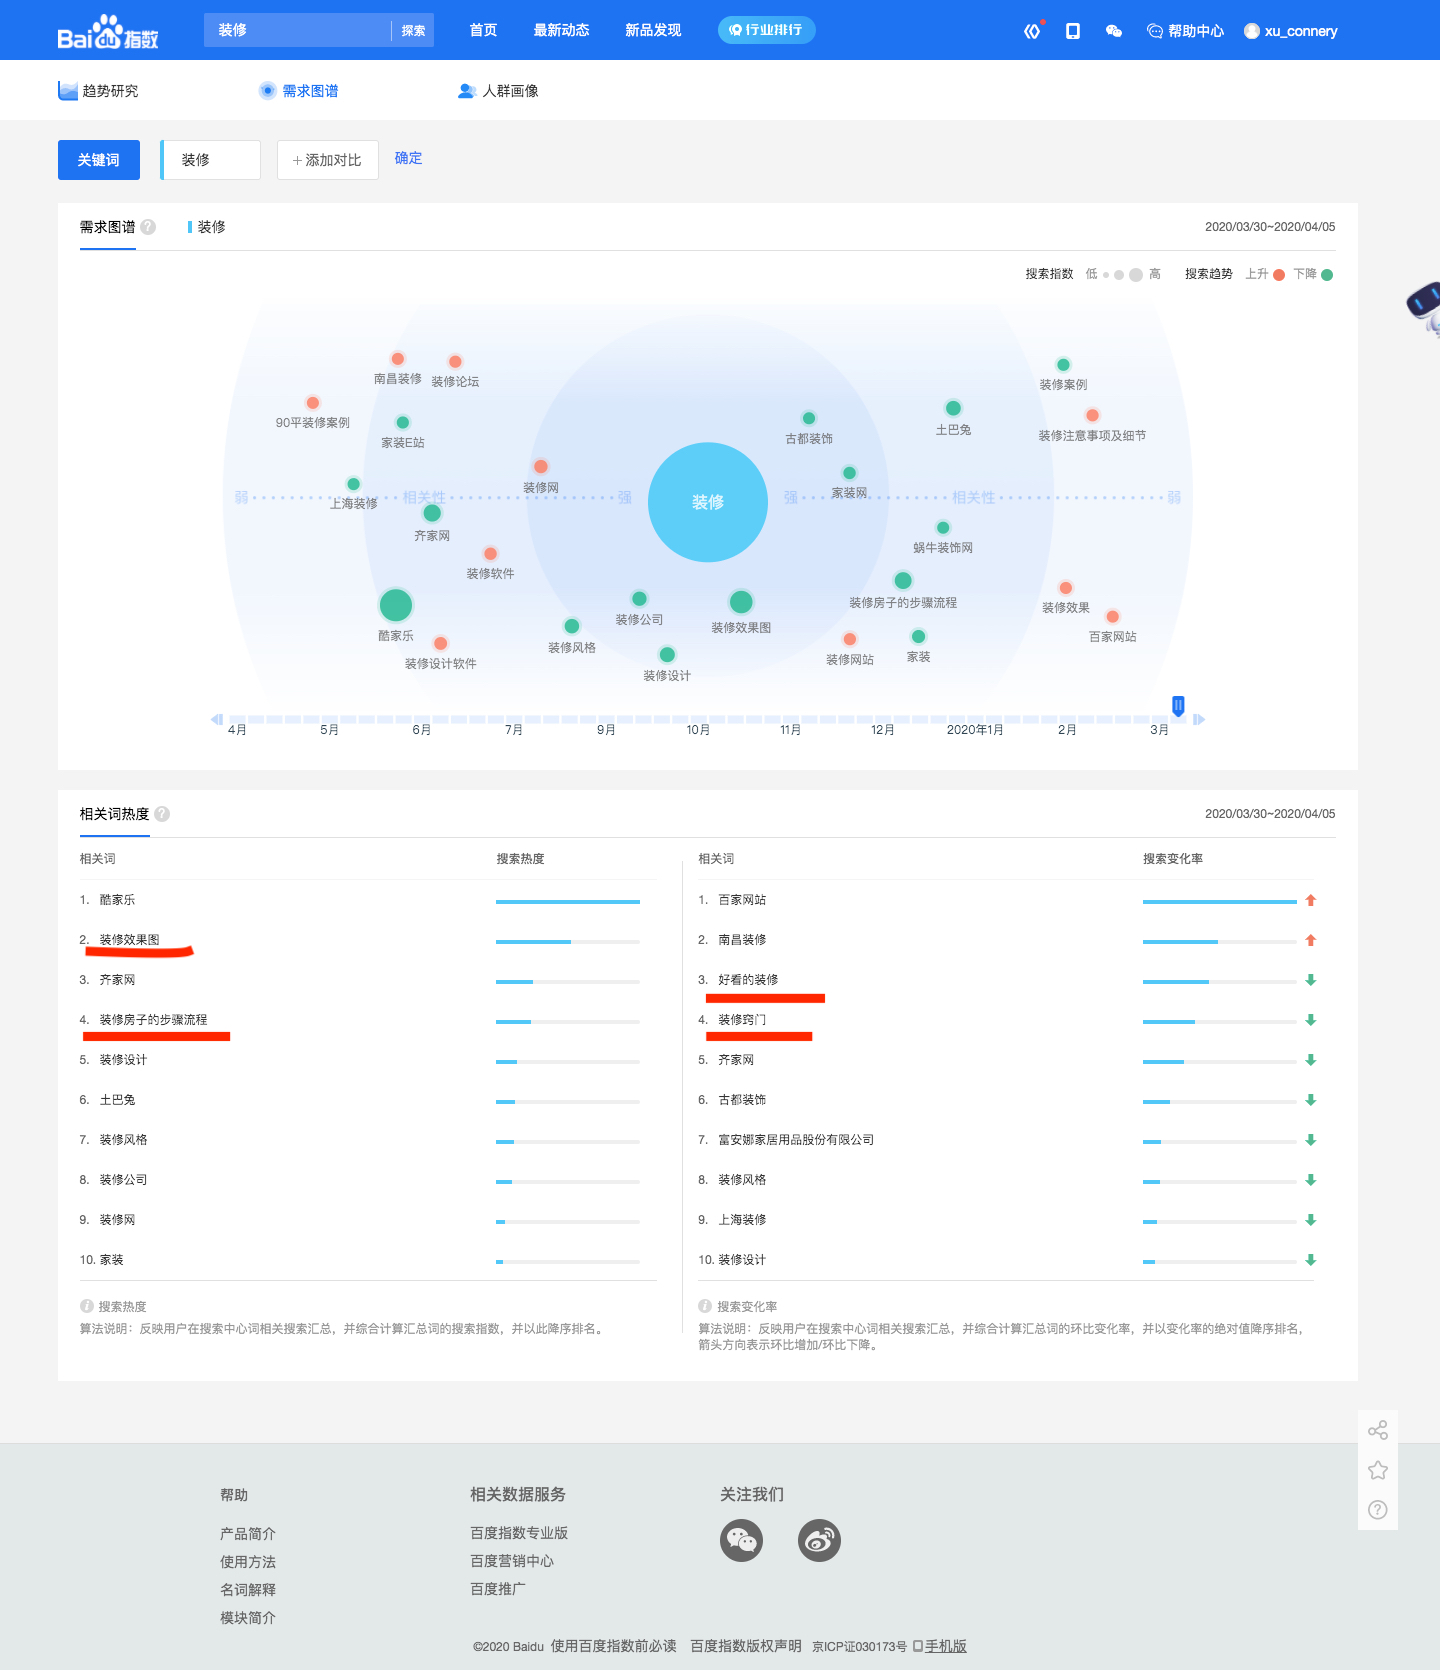 Bai du 指数
装修
探索
首页
最新动态
新品发现
行业排行
帮助中心
xu_connery
趋势研究
需求图谱
人群画像
关键词
装修
+ 添加对比
确定
需求图谱 ?
装修
2020/03/30~2020/04/05
搜索指数 低 高 搜索趋势 上升 下降
南昌装修
装修论坛
装修案例
90平装修案例
家装E站
古都装饰
土巴兔
装修注意事项及细节
装修网
家装网
弱 相关性 强 装修 强 相关性 弱
上海装修
齐家网
蜗牛装饰网
装修软件
装修房子的步骤流程
装修效果
装修公司
装修效果图
酷家乐
百家网站
装修风格
家装
装修设计软件
装修网站
装修设计
4月 5月 6月 7月 9月 10月 11月 12月 2020年1月 2月 3月
相关词热度 ?
2020/03/30~2020/04/05
相关词 搜索热度
1. 酷家乐
2. 装修效果图
3. 齐家网
4. 装修房子的步骤流程
5. 装修设计
6. 土巴兔
7. 装修风格
8. 装修公司
9. 装修网
10. 家装
搜索热度
算法说明：反映用户在搜索中心词相关搜索汇总，并综合计算汇总词的搜索指数，并以此降序排名。
相关词 搜索变化率
1. 百家网站
2. 南昌装修
3. 好看的装修
4. 装修窍门
5. 齐家网
6. 古都装饰
7. 富安娜家居用品股份有限公司
8. 装修风格
9. 上海装修
10. 装修设计
搜索变化率
算法说明：反映用户在搜索中心词相关搜索汇总，并综合计算汇总词的环比变化率，并以变化率的绝对值降序排名，
箭头方向表示环比增加/环比下降。
帮助
产品简介
使用方法
名词解释
模块简介
相关数据服务
百度指数专业版
百度营销中心
百度推广
关注我们
©2020 Baidu 使用百度指数前必读 百度指数版权声明 京ICP证030173号 手机版